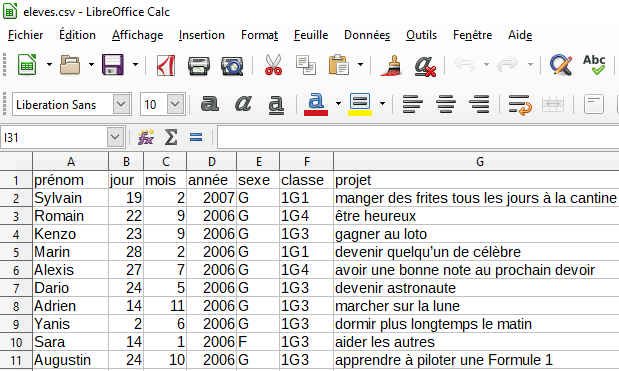 eleves.csv - LibreOffice Calc
Fichier Édition Affichage Insertion Format Feuille Données Outils Fenêtre Aide
Abc
Liberation Sans 10 a a a a
I31 fx Σ =
A B C D E F G
1 prénom jour mois année sexe classe projet
2 Sylvain 19 2 2007 G 1G1 manger des frites tous les jours à la cantine
3 Romain 22 9 2006 G 1G4 être heureux
4 Kenzo 23 9 2006 G 1G3 gagner au loto
5 Marin 28 2 2006 G 1G1 devenir quelqu'un de célèbre
6 Alexis 27 7 2006 G 1G4 avoir une bonne note au prochain devoir
7 Dario 24 5 2006 G 1G3 devenir astronaute
8 Adrien 14 11 2006 G 1G3 marcher sur la lune
9 Yanis 2 6 2006 G 1G3 dormir plus longtemps le matin
10 Sara 14 1 2006 F 1G3 aider les autres
11 Augustin 24 10 2006 G 1G3 apprendre à piloter une Formule 1